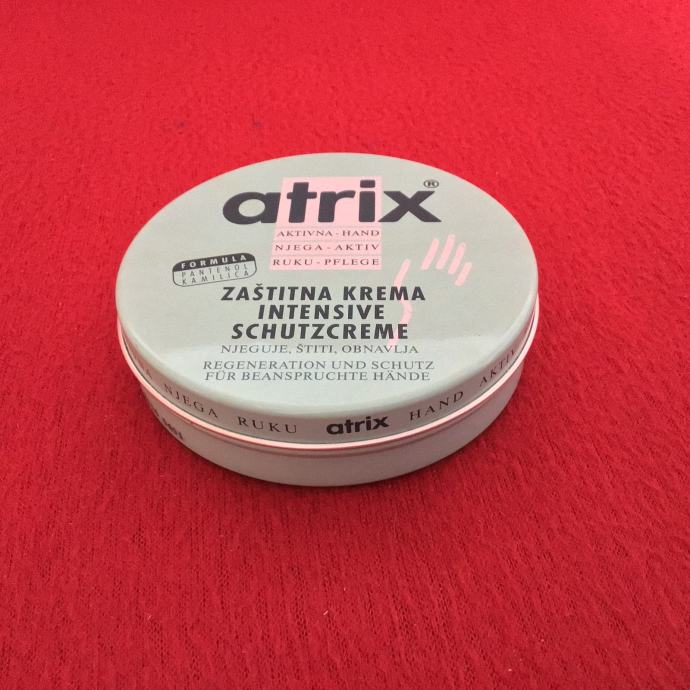 atrix®
AKTIVNA - HAND
NJEGA - AKTIV
RUKU - PFLEGE
FORMULA
PANTENOL
KAMILICA
ZAŠTITNA KREMA
INTENSIVE
SCHUTZCREME
NJEGUJE, ŠTITI, OBNAVLJA
REGENERATION UND SCHUTZ
FÜR BEANSPRUCHTE HÄNDE
NJEGA RUKU atrix HAND AKTIV